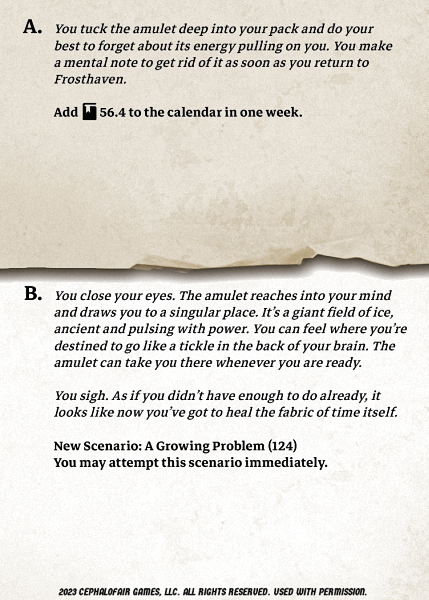 A. You tuck the amulet deep into your pack and do your
best to forget about its energy pulling on you. You make
a mental note to get rid of it as soon as you return to
Frosthaven.
Add 56.4 to the calendar in one week.
B. You close your eyes. The amulet reaches into your mind
and draws you to a singular place. It’s a giant field of ice,
ancient and pulsing with power. You can feel where you’re
destined to go like a tickle in the back of your brain. The
amulet can take you there whenever you are ready.
You sigh. As if you didn’t have enough to do already, it
looks like now you’ve got to heal the fabric of time itself.
New Scenario: A Growing Problem (124)
You may attempt this scenario immediately.
2023 CEPHALOFAIR GAMES, LLC. ALL RIGHTS RESERVED. USED WITH PERMISSION.